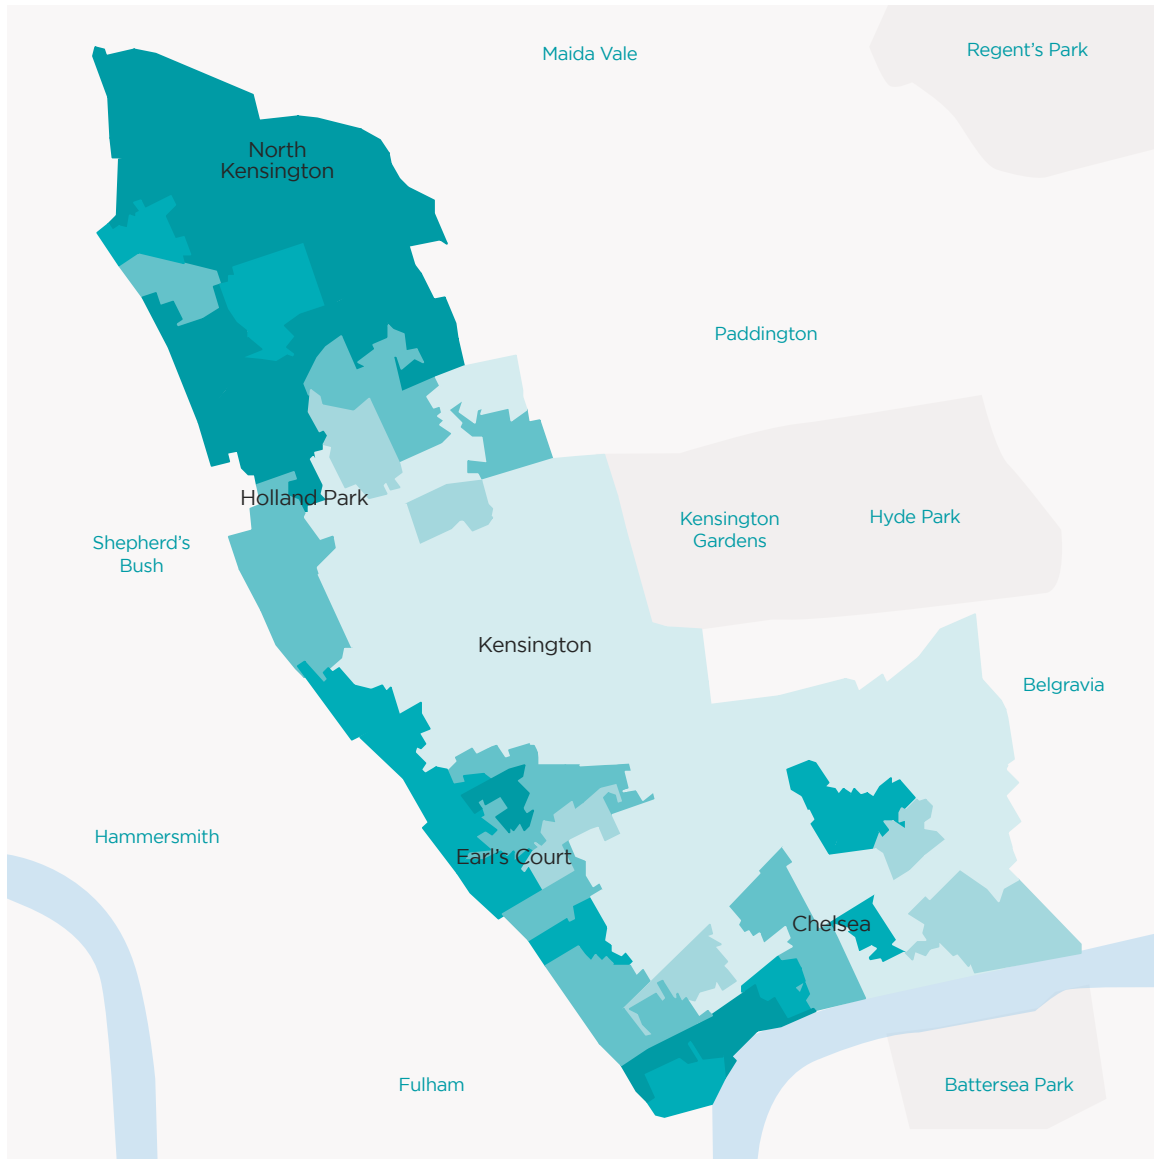 Maida Vale
Regent’s Park
North
Kensington
Paddington
Holland Park
Kensington
Gardens
Hyde Park
Shepherd’s
Bush
Kensington
Belgravia
Hammersmith
Earl’s Court
Chelsea
Fulham
Battersea Park